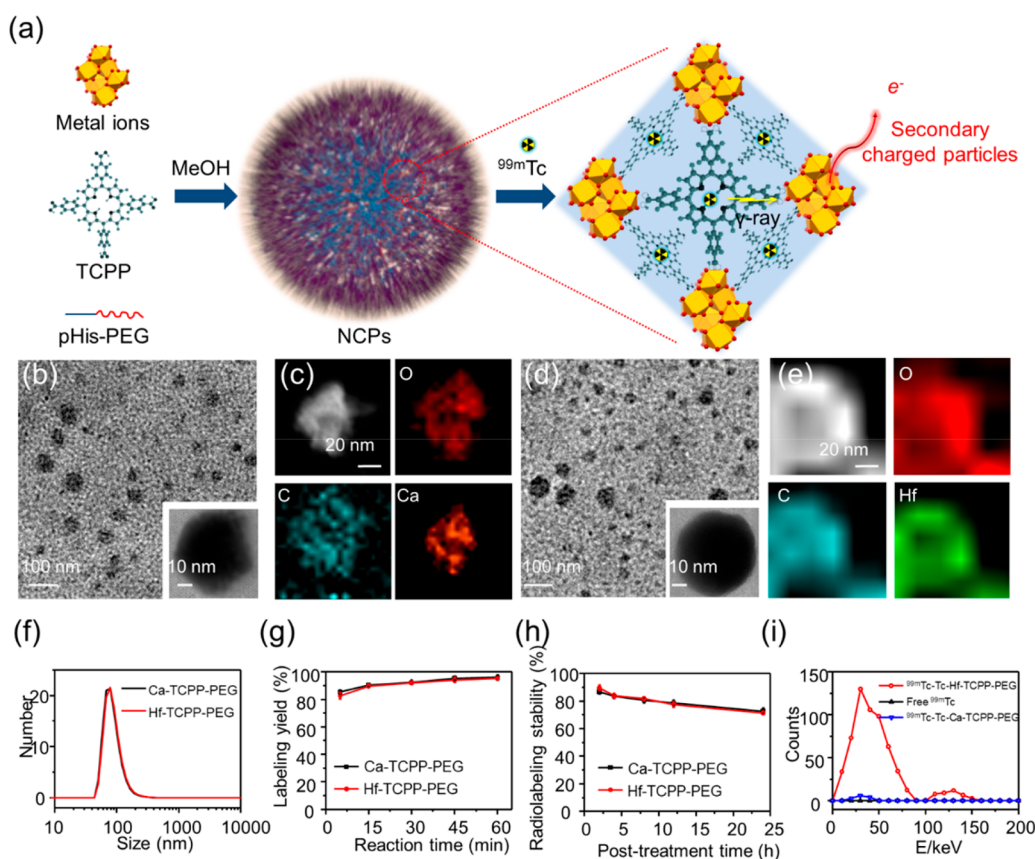 (a)
Metal ions
TCPP
pHis-PEG
MeOH
NCPs
99mTc
γ-ray
e-
Secondary
charged particles
(b)
100 nm
10 nm
(c)
20 nm
O
C
Ca
(d)
100 nm
10 nm
(e)
20 nm
O
C
Hf
(f)
Number
20
10
0
Ca-TCPP-PEG
Hf-TCPP-PEG
10 100 1000 10000
Size (nm)
(g)
Labeling yield (%)
100
80
60
40
20
0
Ca-TCPP-PEG
Hf-TCPP-PEG
0 15 30 45 60
Reaction time (min)
(h)
Radiolabeling stability (%)
100
80
60
40
20
0
Ca-TCPP-PEG
Hf-TCPP-PEG
0 5 10 15 20 25
Post-treatment time (h)
(i)
Counts
150
125
100
75
50
25
0
99mTc-Tc-Hf-TCPP-PEG
Free 99mTc
99mTc-Tc-Ca-TCPP-PEG
0 50 100 150 200
E/keV